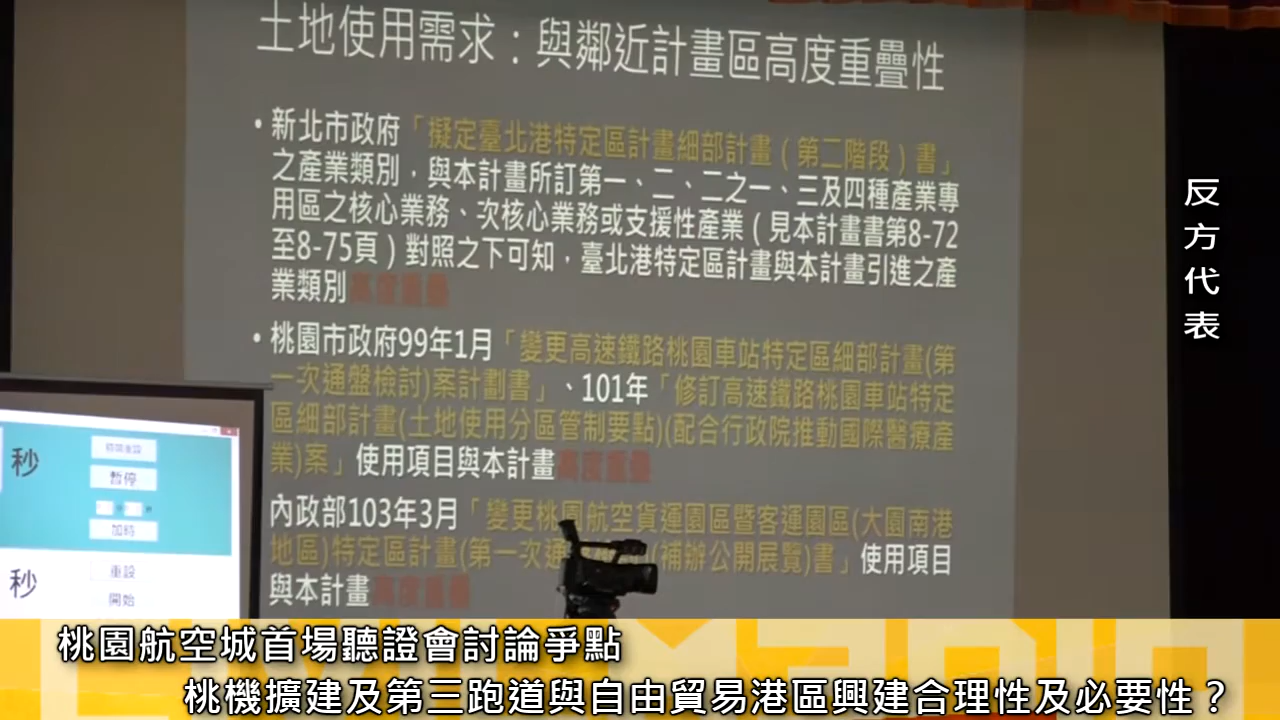 土地使用需求：與鄰近計畫區高度重疊性
• 新北市政府「擬定臺北港特定區計畫細部計畫（第二階段）書」
之產業類別，與本計畫所訂第一、二、二之一、三及四種產業專
用區之核心業務、次核心業務或支援性產業（見本計畫書第8-72
至8-75頁）對照之下可知，臺北港特定區計畫與本計畫引進之產
業類別高度重疊
• 桃園市政府99年1月「變更高速鐵路桃園車站特定區細部計畫(第
一次通盤檢討)案計劃書」、101年「修訂高速鐵路桃園車站特定
區細部計畫(土地使用分區管制要點)(配合行政院推動國際醫療產
業)案」使用項目與本計畫高度重疊
內政部103年3月「變更桃園航空貨運園區暨客運園區(大園南港
地區)特定區計畫(第一次通 (補辦公開展覽)書」使用項目
與本計畫高度重疊
反方代表
秒
暫停
加時
秒
重設
開始
桃園航空城首場聽證會討論爭點
桃機擴建及第三跑道與自由貿易港區興建合理性及必要性？